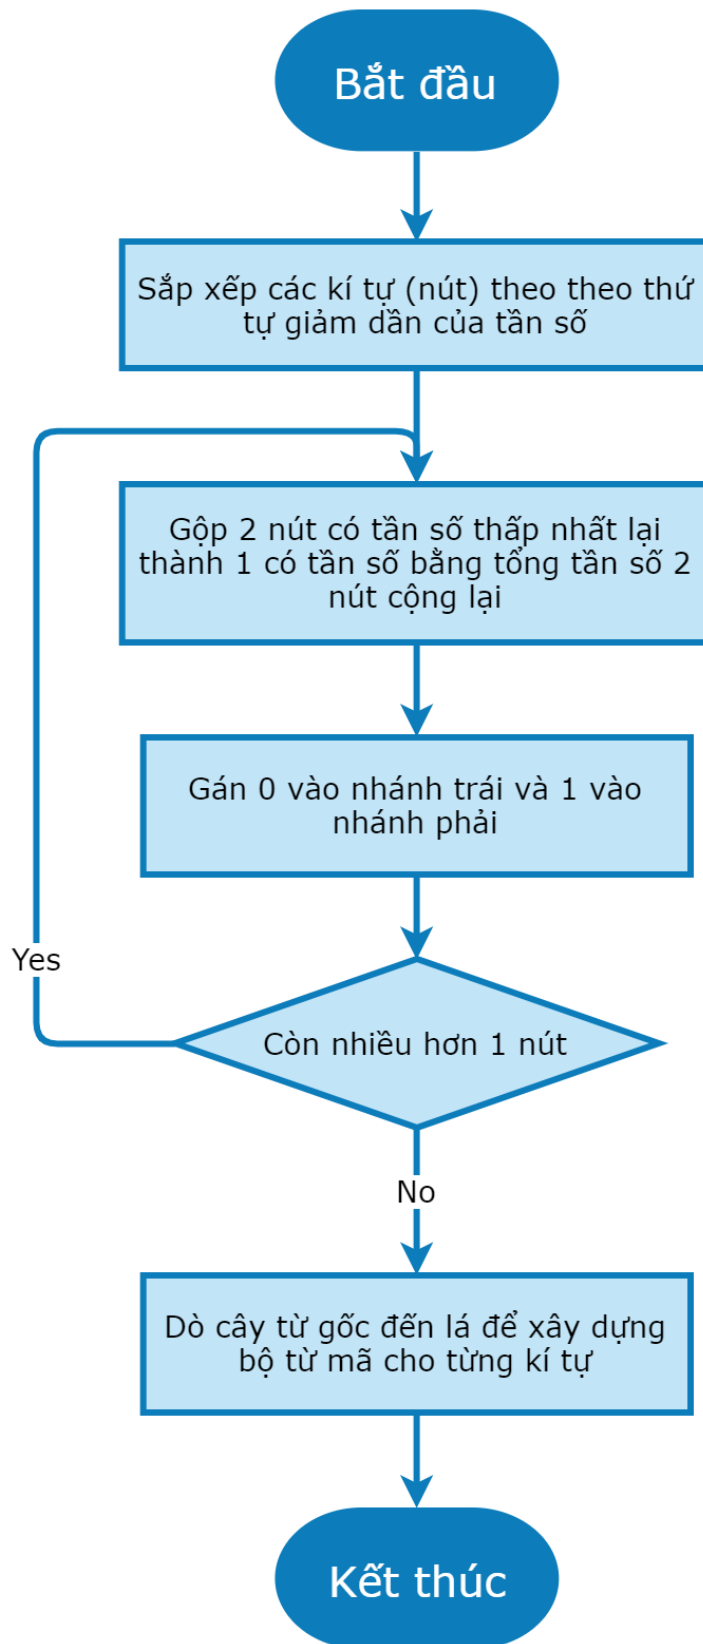 Bắt đầu
Sắp xếp các kí tự (nút) theo theo thứ
tự giảm dần của tần số
Gộp 2 nút có tần số thấp nhất lại
thành 1 có tần số bằng tổng tần số 2
nút cộng lại
Gán 0 vào nhánh trái và 1 vào
nhánh phải
Yes
Còn nhiều hơn 1 nút
No
Dò cây từ gốc đến lá để xây dựng
bộ từ mã cho từng kí tự
Kết thúc